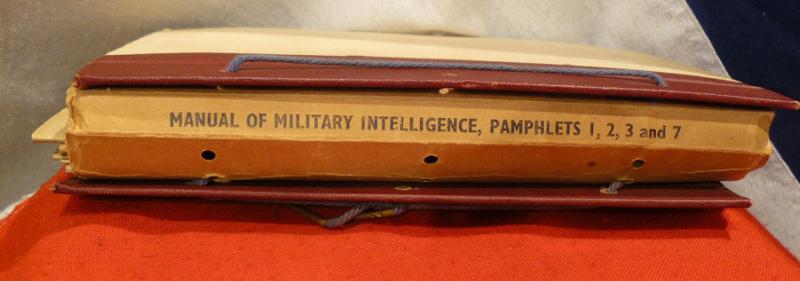 MANUAL OF MILITARY INTELLIGENCE, PAMPHLETS 1, 2, 3 and 7